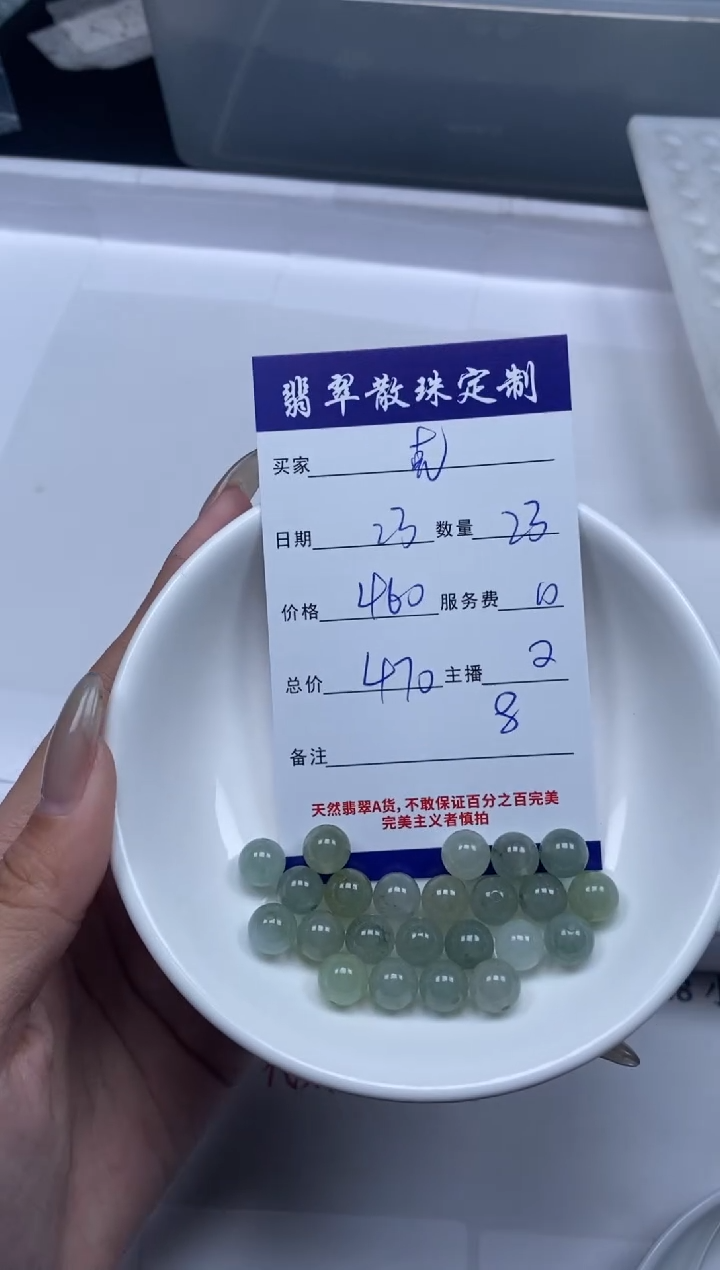 翡翠散珠定制
买家
日期 23 数量 23
价格 460 服务费 10
总价 470 主播 2
8
备注
天然翡翠A货，不敢保证百分之百完美
完美主义者慎拍